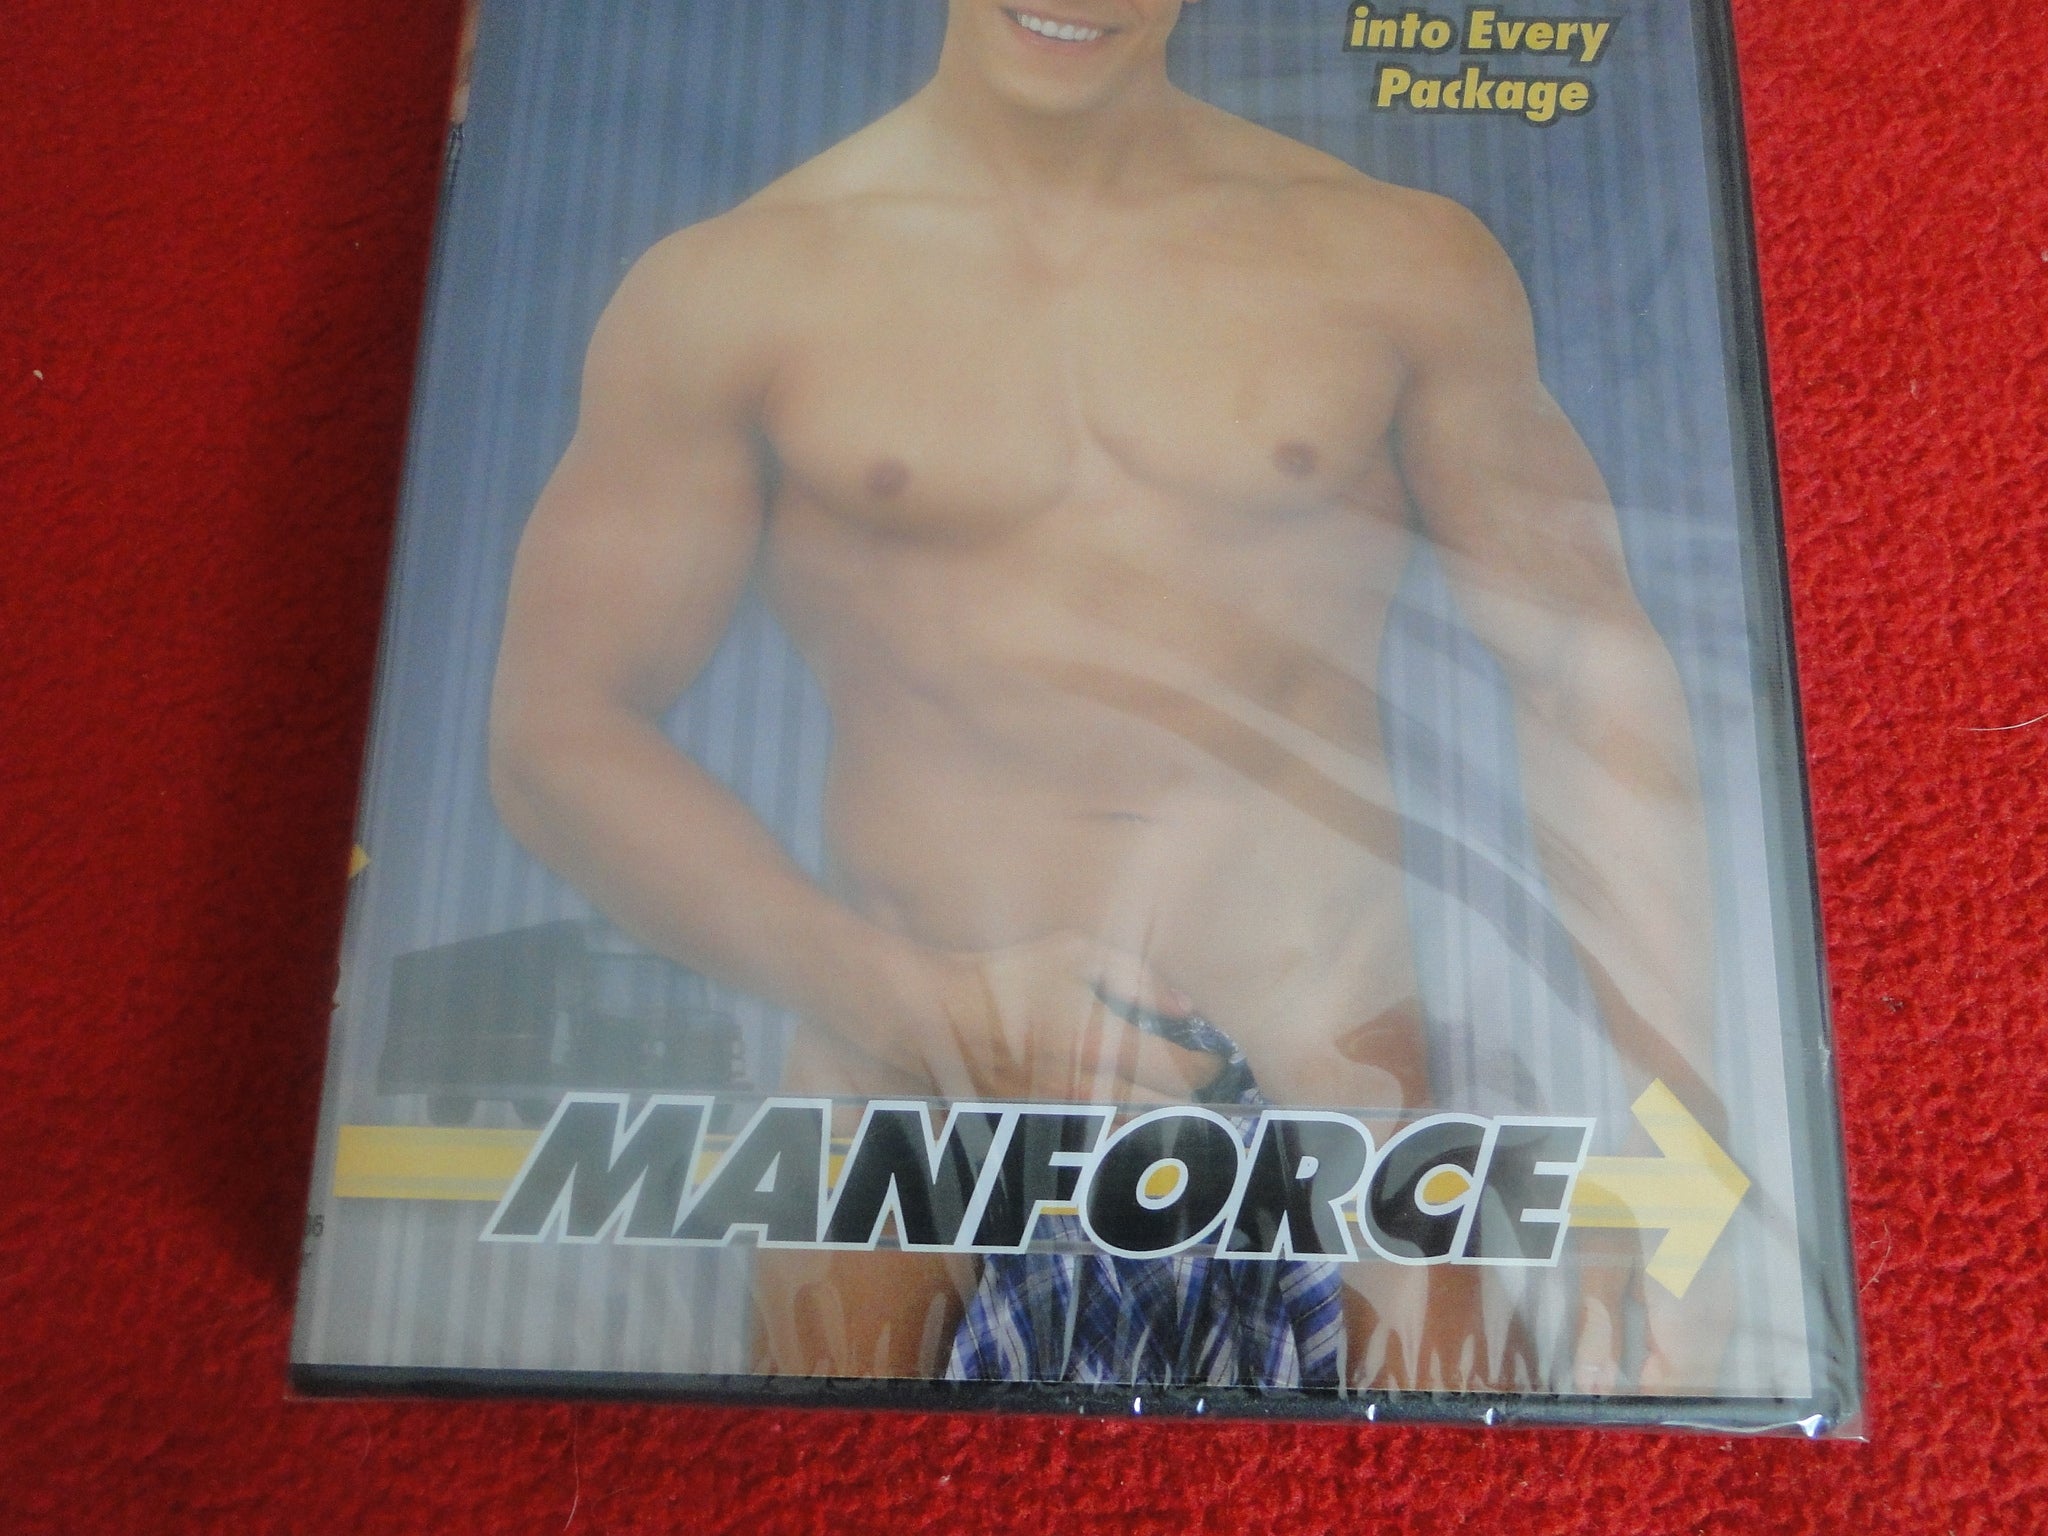 into Every
Package
MANFORCE